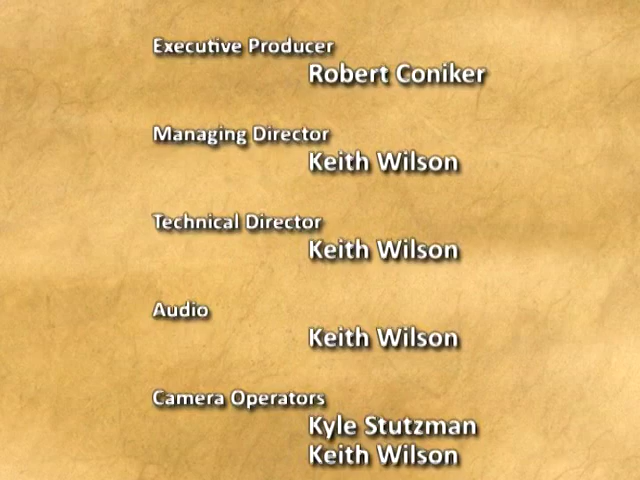 Executive Producer
Robert Coniker
Managing Director
Keith Wilson
Technical Director
Keith Wilson
Audio
Keith Wilson
Camera Operators
Kyle Stutzman
Keith Wilson